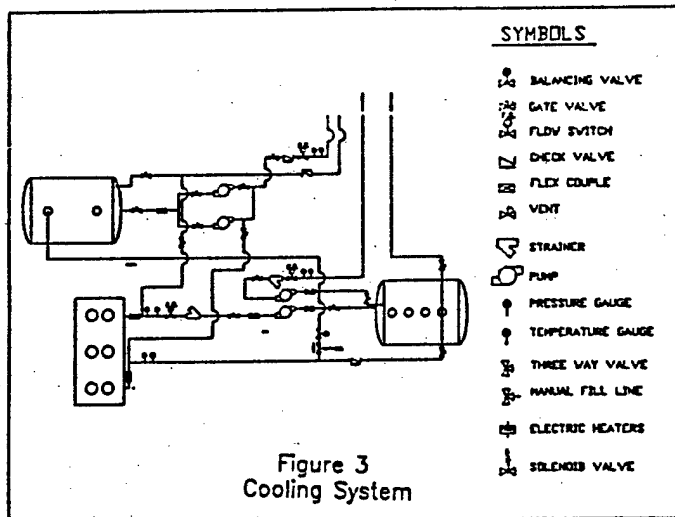 SYMBOLS
BALANCING VALVE
GATE VALVE
FLOW SWITCH
CHECK VALVE
FLEX COUPLE
VENT
STRAINER
PUMP
PRESSURE GAUGE
TEMPERATURE GAUGE
THREE WAY VALVE
MANUAL FILL LINE
ELECTRIC HEATERS
SOLENOID VALVE
Figure 3
Cooling System